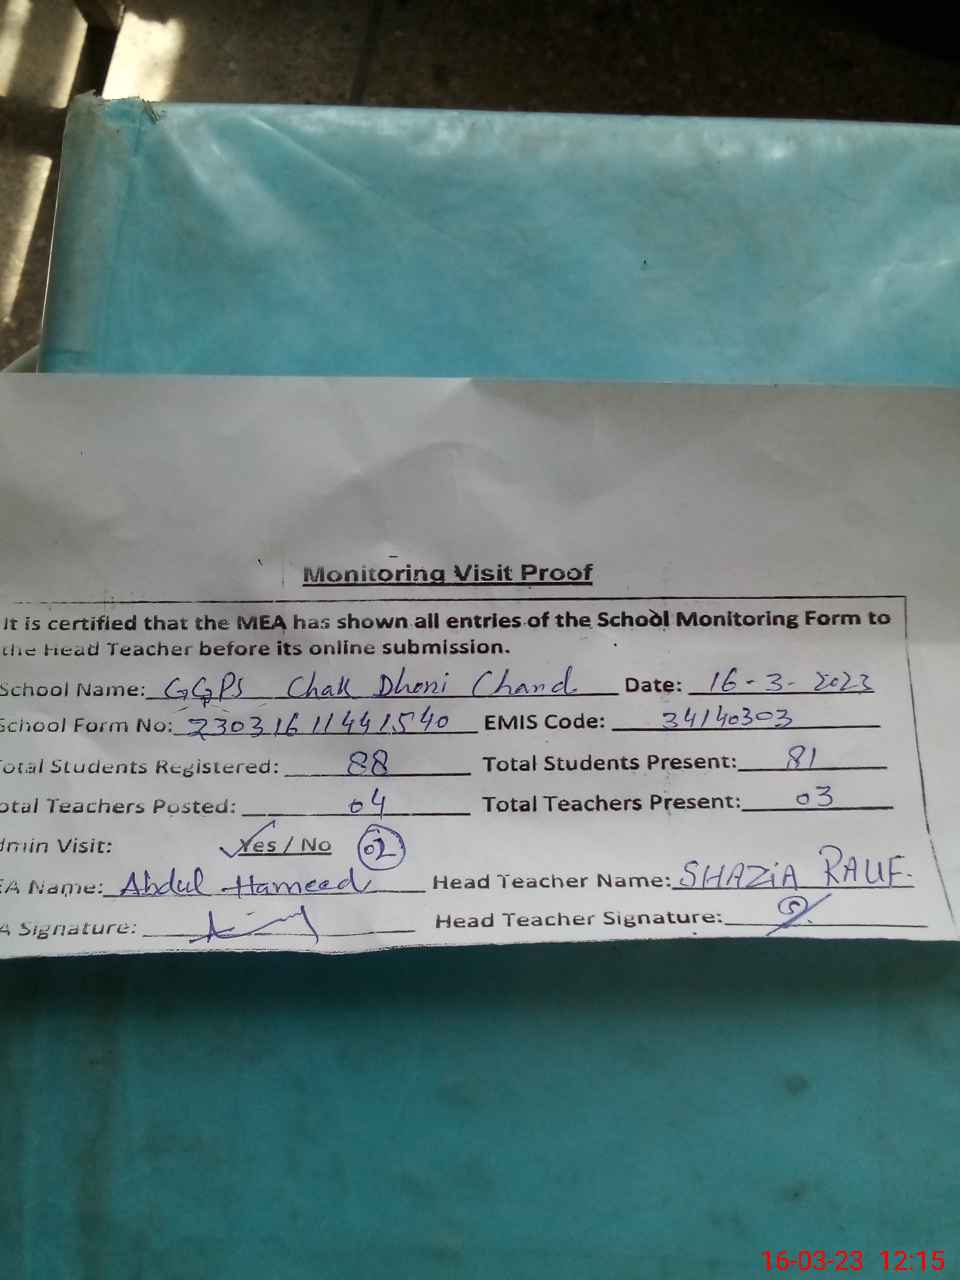 Monitoring Visit Proof
It is certified that the MEA has shown all entries of the School Monitoring Form to
the Head Teacher before its online submission.
School Name: GGPS Chak Dhoni Chand Date: 16-3-2023
School Form No: 23031611441540 EMIS Code: 34140303
otal Students Registered: 88 Total Students Present: 81
otal Teachers Posted: 04 Total Teachers Present: 03
dmin Visit: Yes / No 02
EA Name: Abdul Hameed Head Teacher Name: SHAZiA RAUF.
A Signature: Head Teacher Signature:
16-03-23 12:15